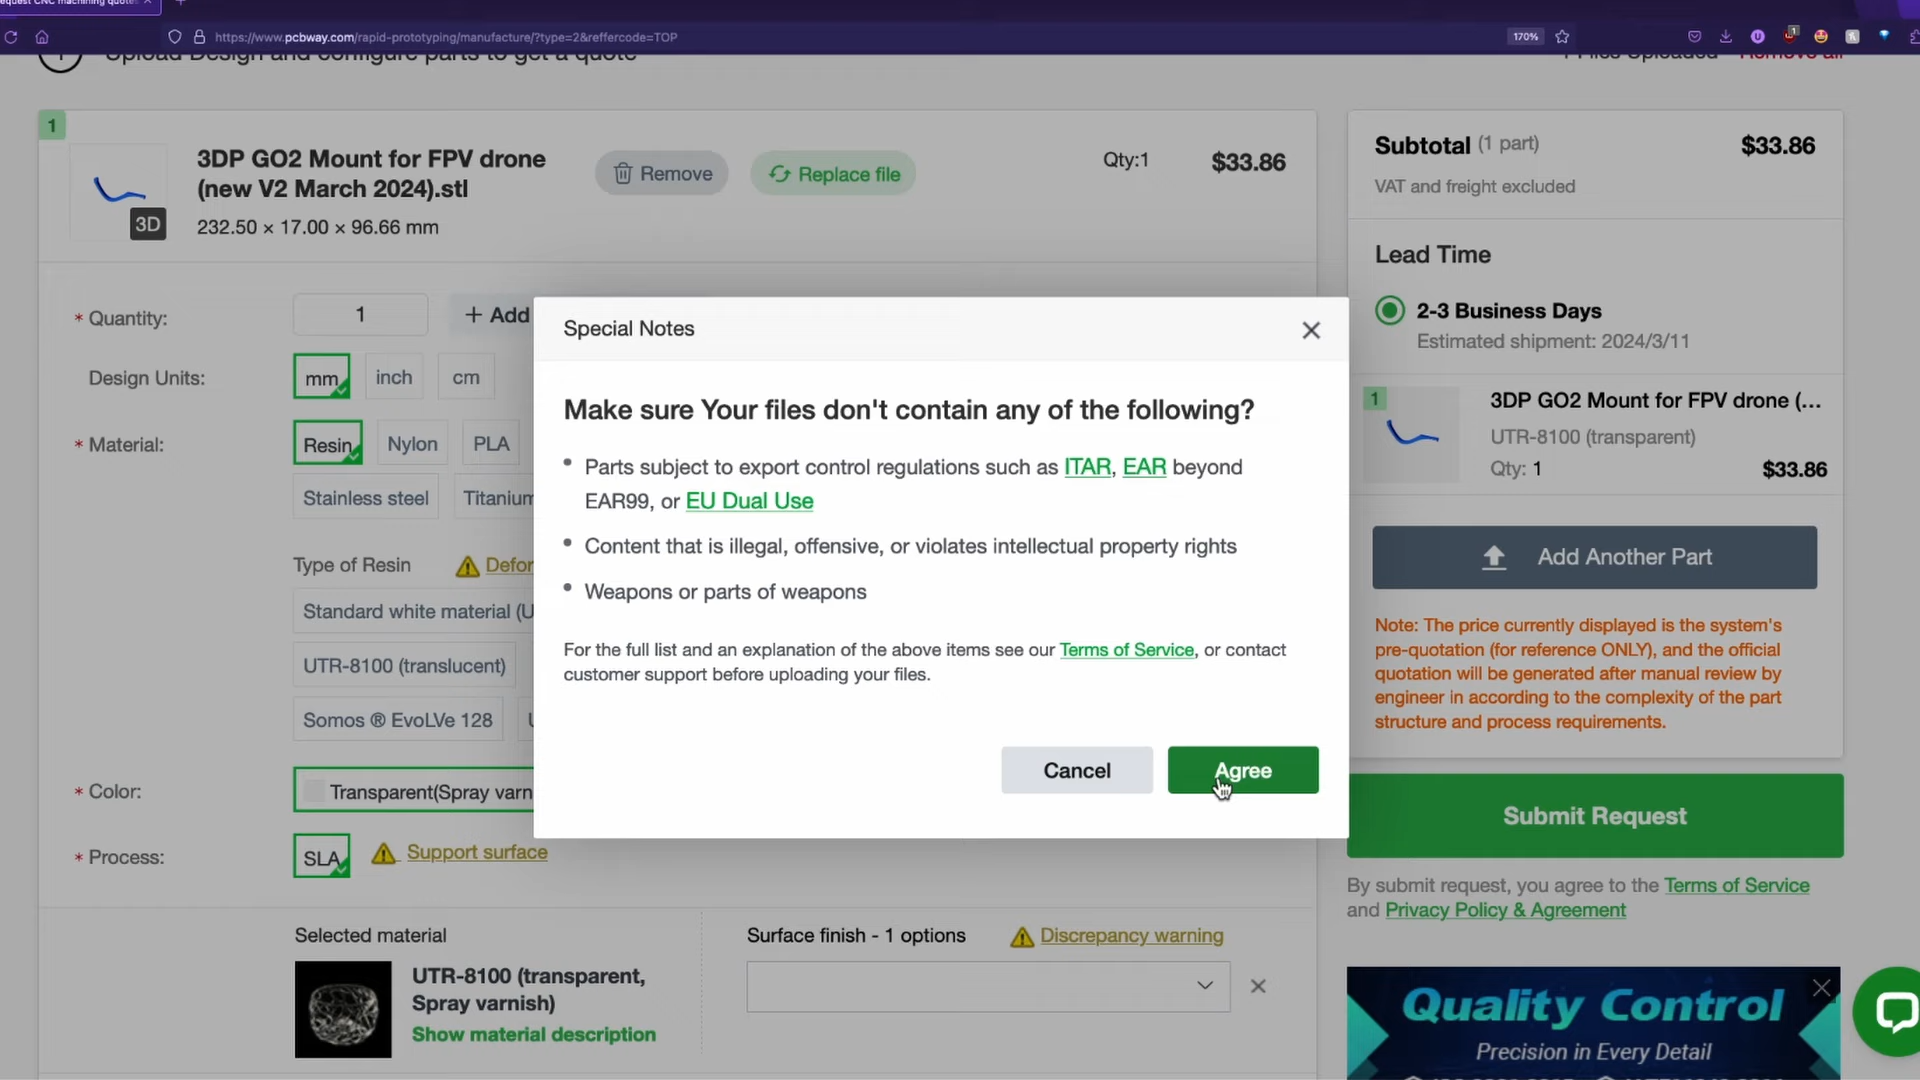 https://www.pcbway.com/rapid-prototyping/manufacture/?type=2&reffercode=TOP
170%
1
Upload Design and configure parts to get a quote
1
3DP GO2 Mount for FPV drone
(new V2 March 2024).stl
232.50 × 17.00 × 96.66 mm
3D
Remove
Replace file
Qty:1
$33.86
* Quantity:
1
+ Add
Design Units:
mm
inch
cm
* Material:
Resin
Nylon
PLA
Stainless steel
Titanium
Type of Resin
Standard white material
UTR-8100 (translucent)
Somos ® EvoLVe 128
* Color:
Transparent(Spray varn
* Process:
SLA
Support surface
Selected material
UTR-8100 (transparent,
Spray varnish)
Show material description
Surface finish - 1 options
Discrepancy warning
Special Notes
Make sure Your files don't contain any of the following?
• Parts subject to export control regulations such as ITAR, EAR beyond
EAR99, or EU Dual Use
• Content that is illegal, offensive, or violates intellectual property rights
• Weapons or parts of weapons
For the full list and an explanation of the above items see our Terms of Service, or contact
customer support before uploading your files.
Cancel
Agree
Subtotal (1 part)
$33.86
VAT and freight excluded
Lead Time
2-3 Business Days
Estimated shipment: 2024/3/11
1
3DP GO2 Mount for FPV drone (...
UTR-8100 (transparent)
Qty: 1
$33.86
Add Another Part
Note: The price currently displayed is the system's
pre-quotation (for reference ONLY), and the official
quotation will be generated after manual review by
engineer in according to the complexity of the part
structure and process requirements.
Submit Request
By submit request, you agree to the Terms of Service
and Privacy Policy & Agreement
Quality Control
Precision in Every Detail